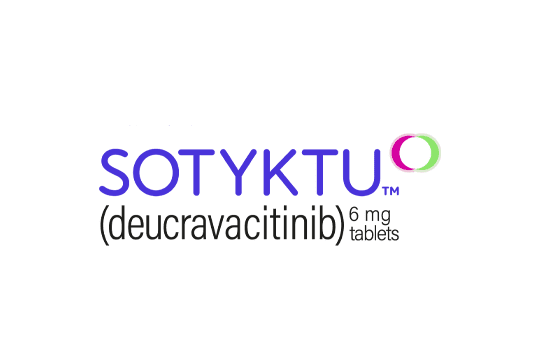 SOTYKTU™
(deucravacitinib) 6 mg
tablets